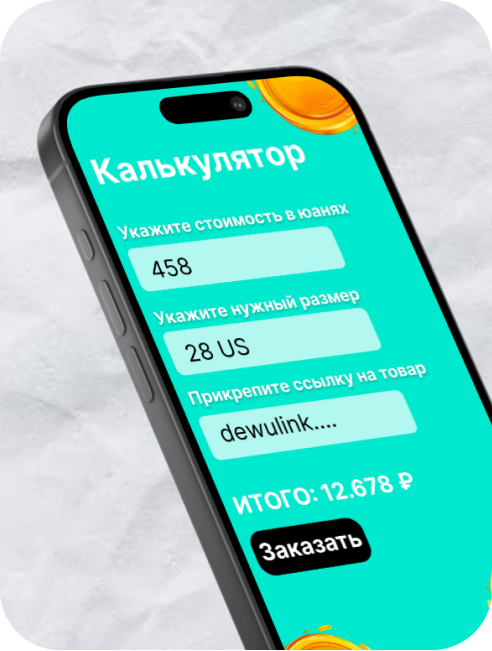 Калькулятор
Укажите стоимость в юанях
458
Укажите нужный размер
28 US
Прикрепите ссылку на товар
dewulink....
ИТОГО: 12.678 ₽
Заказать